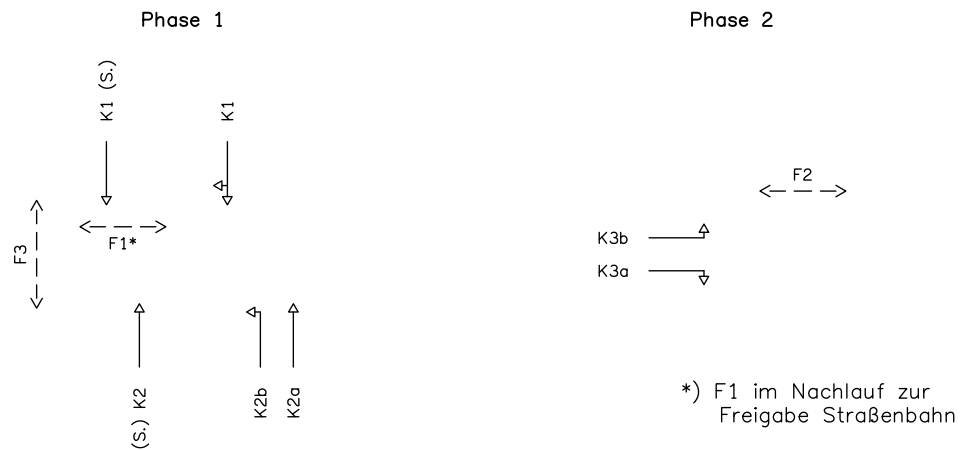 Phase 1
K1 (S.)
K1
F3
F1*
(S.) K2
K2b
K2a
Phase 2
F2
K3b
K3a
*) F1 im Nachlauf zur
Freigabe Straßenbahn